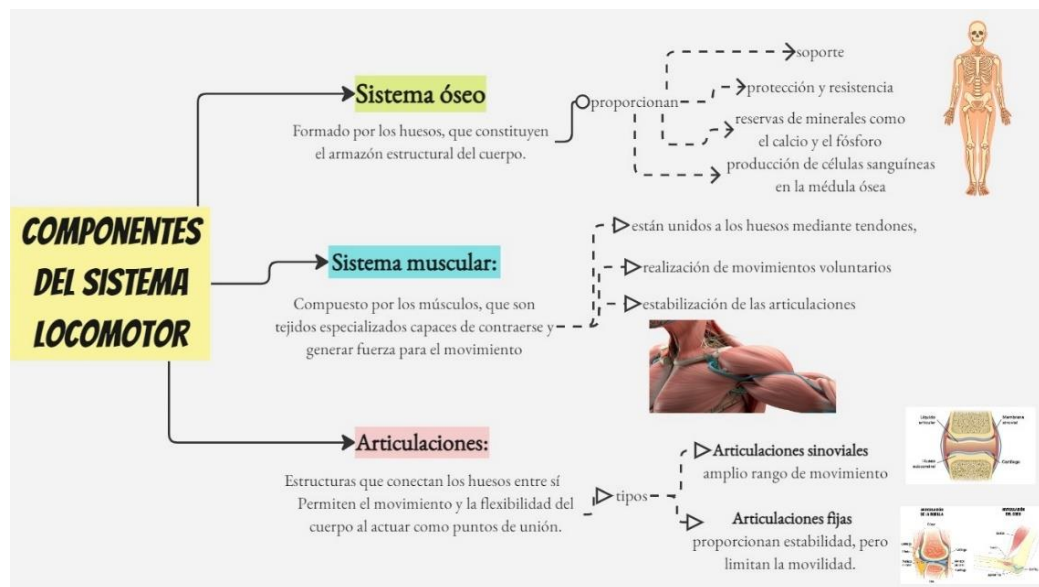 COMPONENTES
DEL SISTEMA
LOCOMOTOR
Sistema óseo
Formado por los huesos, que constituyen
el armazón estructural del cuerpo.
proporcionan
soporte
protección y resistencia
reservas de minerales como
el calcio y el fósforo
producción de células sanguíneas
en la médula ósea
Sistema muscular:
Compuesto por los músculos, que son
tejidos especializados capaces de contraerse y
generar fuerza para el movimiento
están unidos a los huesos mediante tendones,
realización de movimientos voluntarios
estabilización de las articulaciones
Articulaciones:
Estructuras que conectan los huesos entre sí
Permiten el movimiento y la flexibilidad del
cuerpo al actuar como puntos de unión.
tipos
Articulaciones sinoviales
amplio rango de movimiento
Articulaciones fijas
proporcionan estabilidad, pero
limitan la movilidad.
Líquido
articular
Membrana
Cartílago